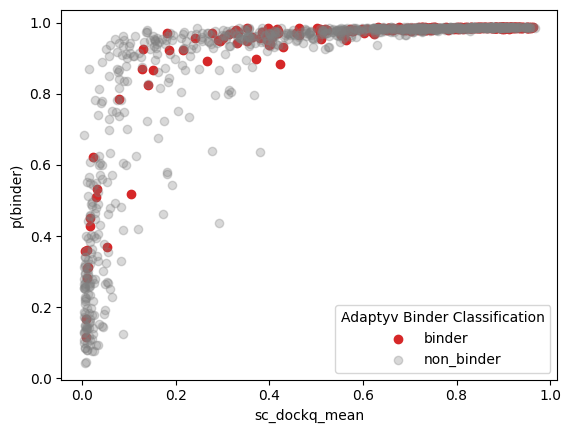 1.0
0.8
0.6
0.4
0.2
0.0
p(binder)
Adaptyv Binder Classification
binder
non_binder
0.0 0.2 0.4 0.6 0.8 1.0
sc_dockq_mean